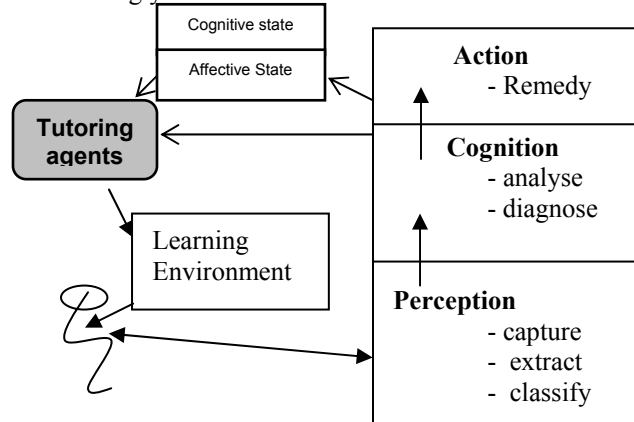 Cognitive state
Affective State
Tutoring
agents
Learning
Environment
Action
- Remedy
Cognition
- analyse
- diagnose
Perception
- capture
- extract
- classify